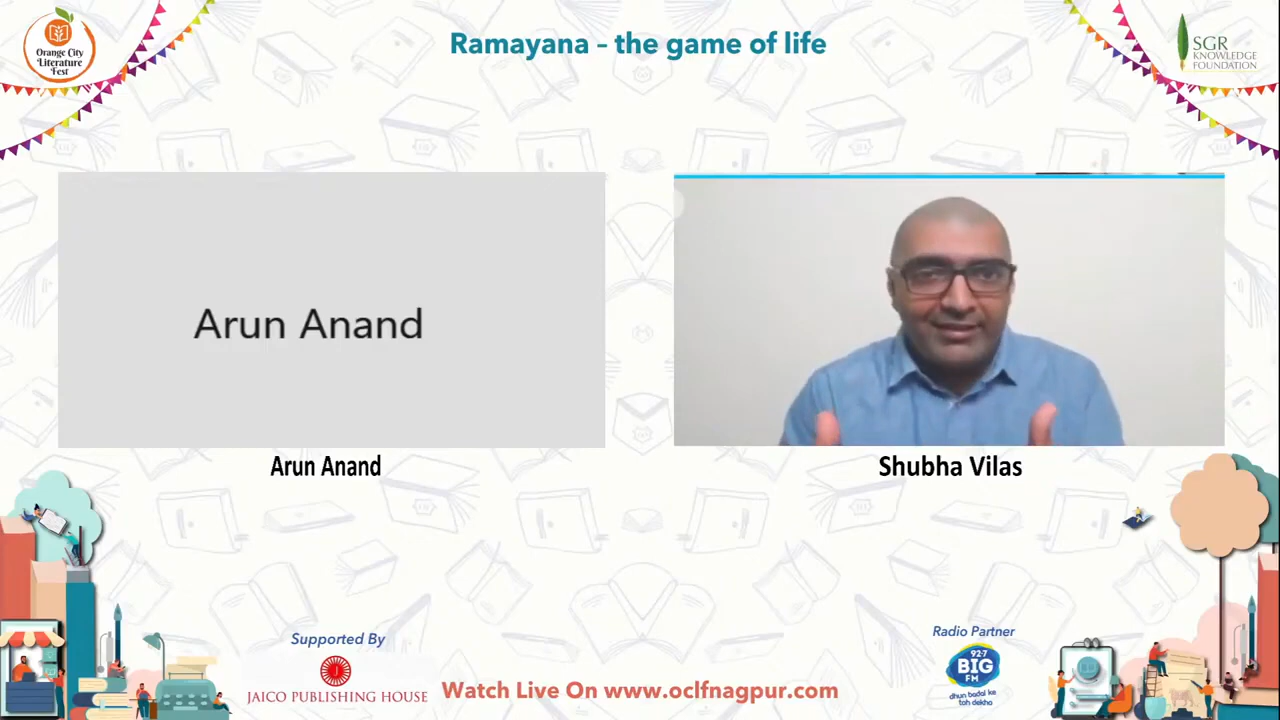 Orange City
Literature
Fest
Ramayana – the game of life
SGR
KNOWLEDGE
FOUNDATION
Arun Anand
Arun Anand
Shubha Vilas
Supported By
JAICO PUBLISHING HOUSE
Watch Live On www.oclfnagpur.com
Radio Partner
92·7
BIG
FM
dhun badal ke
toh dekho